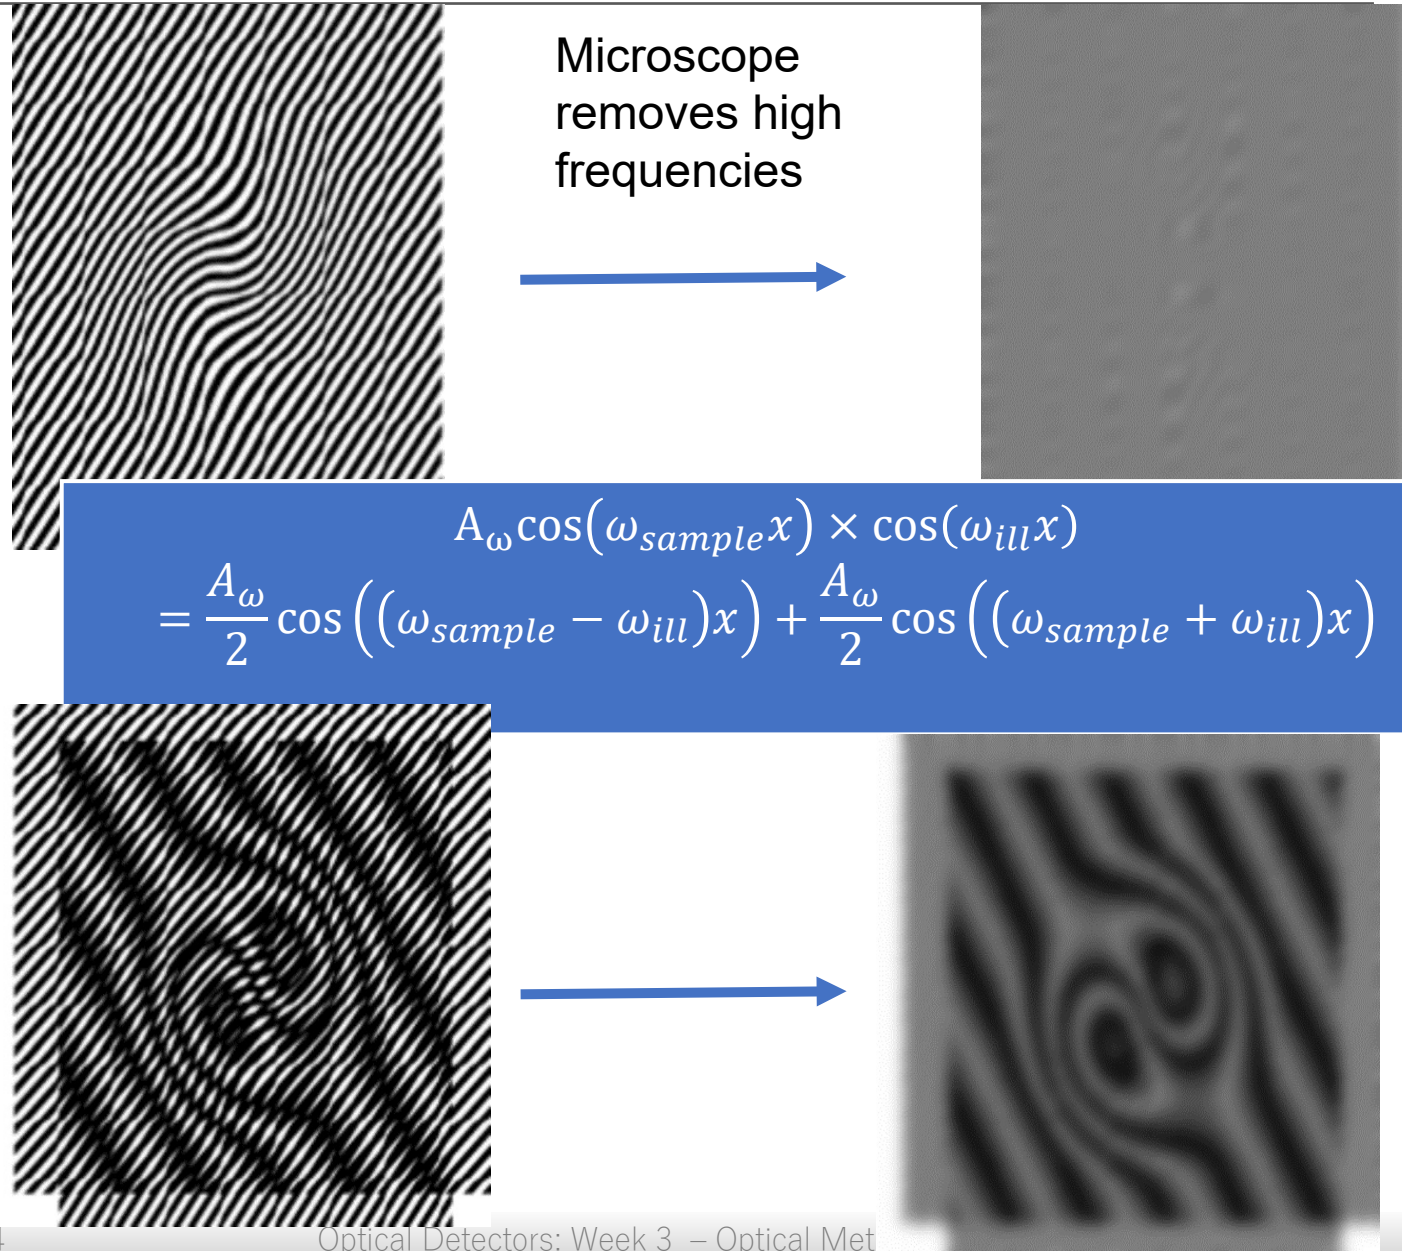 Microscope
removes high
frequencies
A_ω cos(ω_sample x) × cos(ω_ill x)
= A_ω/2 cos((ω_sample − ω_ill)x) + A_ω/2 cos((ω_sample + ω_ill)x)
Optical Detectors: Week 3 – Optical Met